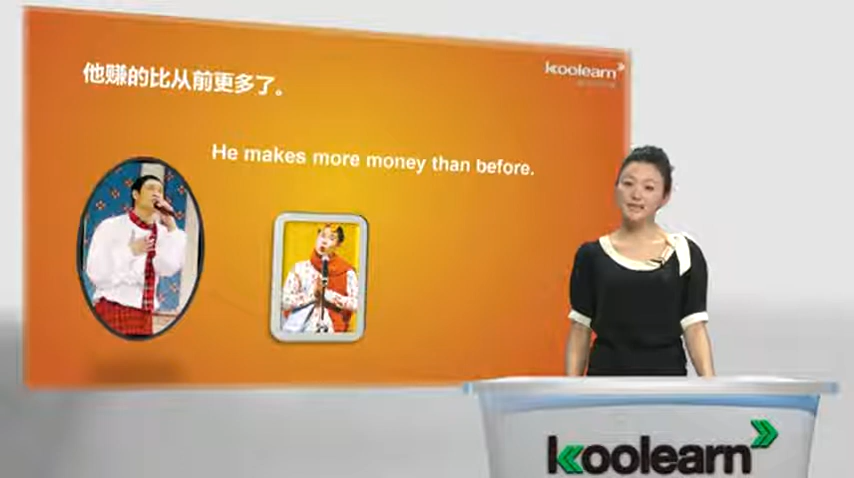 他赚的比从前更多了。
koolearn
He makes more money than before.
koolearn